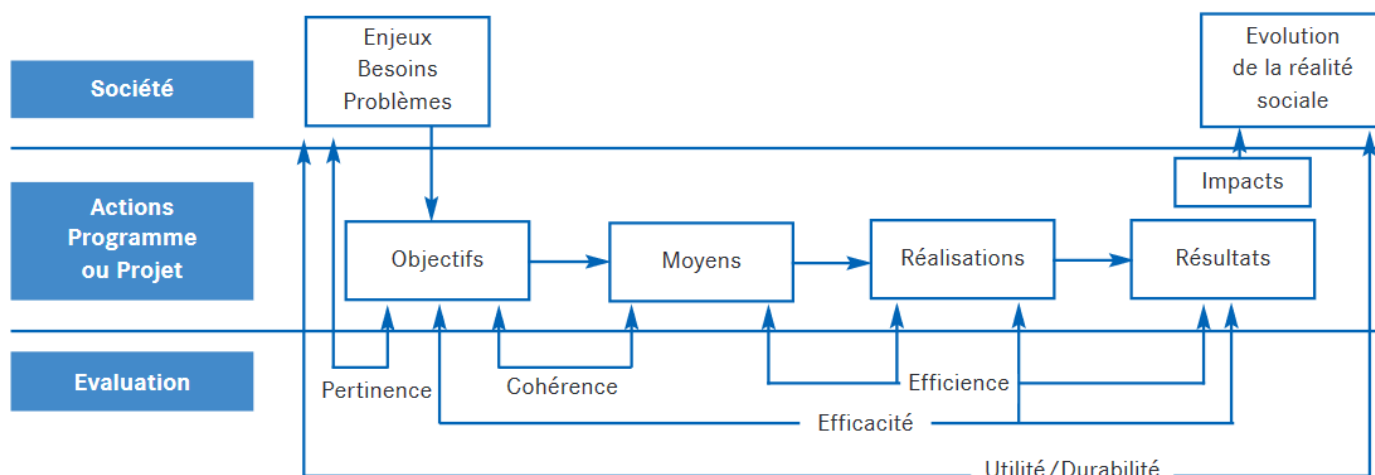 Enjeux
Besoins
Problèmes
Evolution
de la réalité
sociale
Société
Impacts
Actions
Programme
ou Projet
Objectifs
Moyens
Réalisations
Résultats
Evaluation
Pertinence
Cohérence
Efficience
Efficacité
Utilité/Durabilité